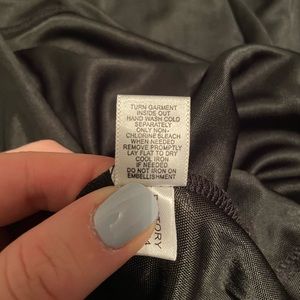 TURN GARMENT
INSIDE OUT
HAND WASH COLD
SEPARATELY
ONLY NON-
CHLORINE BLEACH
WHEN NEEDED
REMOVE PROMPTLY
LAY FLAT TO DRY
COOL IRON
IF NEEDED
DO NOT IRON ON
EMBELLISHMENT